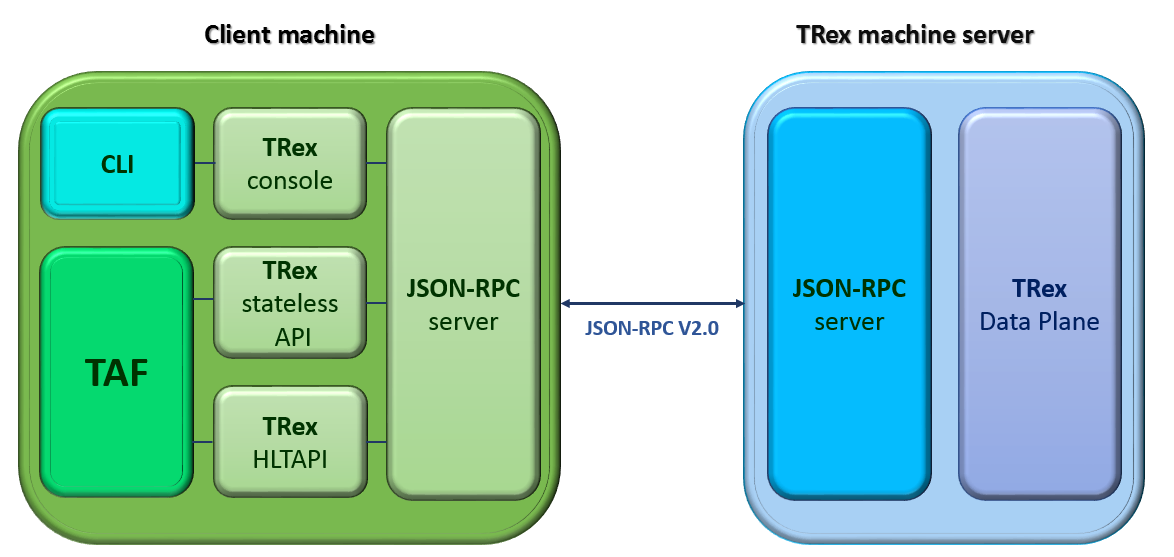 Client machine
TRex machine server
CLI
TRex
console
TAF
TRex
stateless
API
TRex
HLTAPI
JSON-RPC
server
JSON-RPC V2.0
JSON-RPC
server
TRex
Data Plane